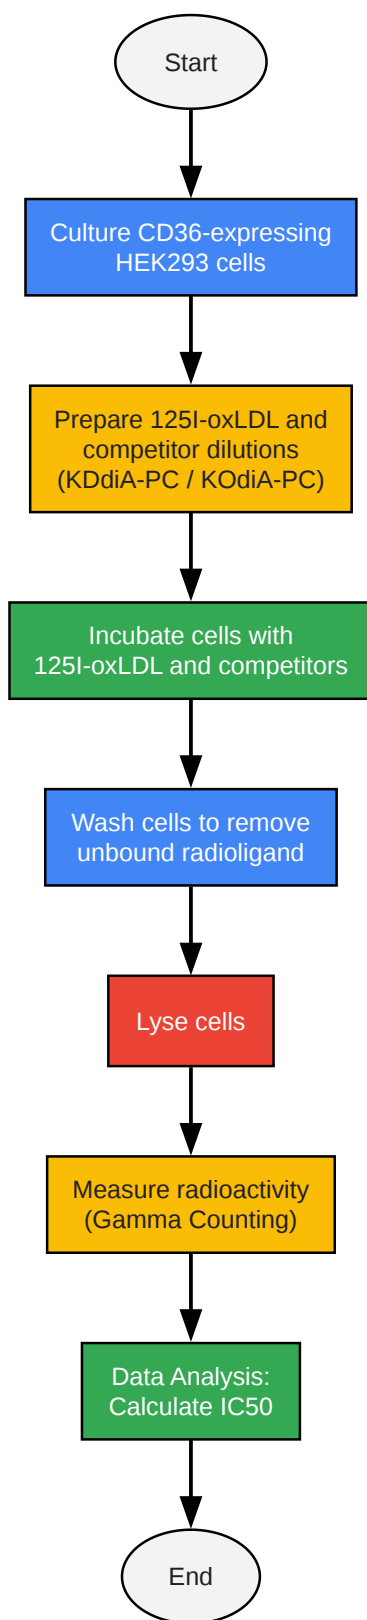 Start
Culture CD36-expressing
HEK293 cells
Prepare 125I-oxLDL and
competitor dilutions
(KDdiA-PC / KOdiA-PC)
Incubate cells with
125I-oxLDL and competitors
Wash cells to remove
unbound radioligand
Lyse cells
Measure radioactivity
(Gamma Counting)
Data Analysis:
Calculate IC50
End